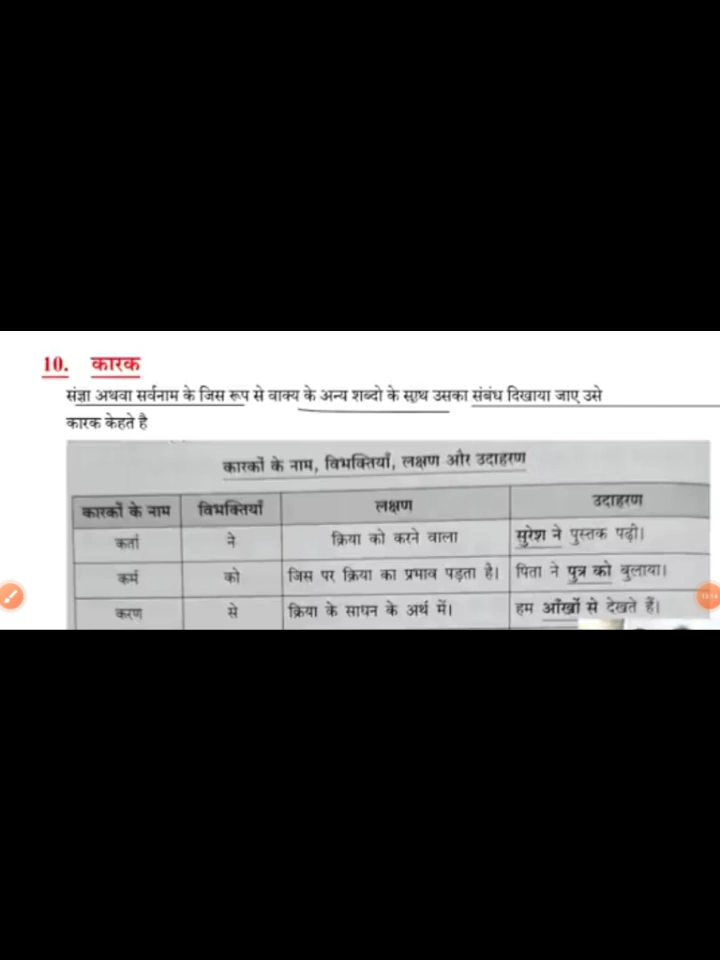 10. कारक
संज्ञा अथवा सर्वनाम के जिस रूप से वाक्य के अन्य शब्दो के साथ उसका संबंध दिखाया जाए उसे
कारक केहते है
कारकों के नाम, विभक्तियाँ, लक्षण और उदाहरण
कारकों के नाम विभक्तियाँ लक्षण उदाहरण
कर्ता ने क्रिया को करने वाला सुरेश ने पुस्तक पढ़ी।
कर्म को जिस पर क्रिया का प्रभाव पड़ता है। पिता ने पुत्र को बुलाया।
करण से क्रिया के साधन के अर्थ में। हम आँखों से देखते हैं।